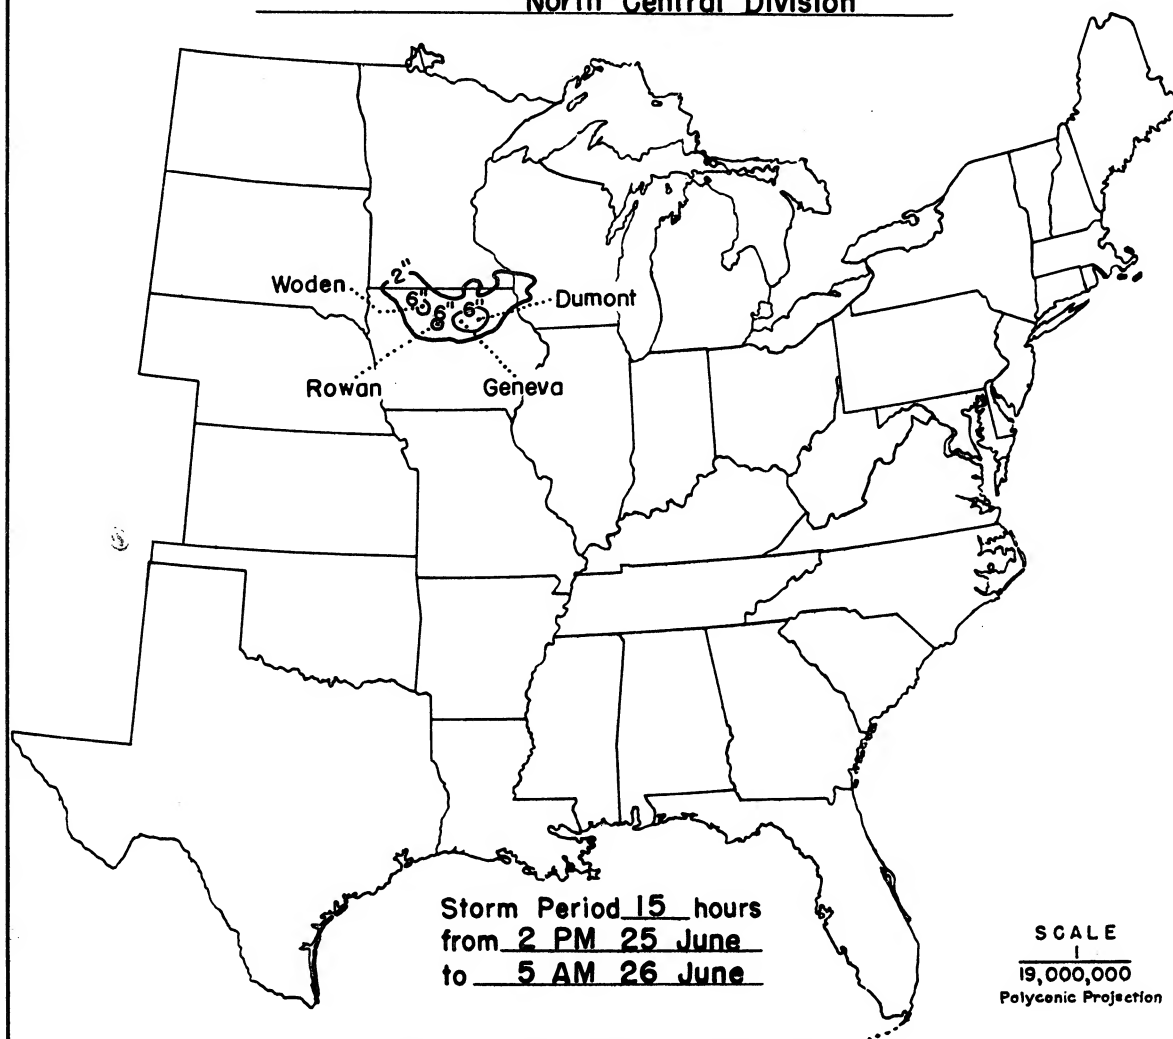 North Central Division
2"
Woden
6"
6"
6"
Dumont
Rowan
Geneva
Storm Period 15 hours
from 2 PM 25 June
to 5 AM 26 June
SCALE
1
19,000,000
Polyconic Projection